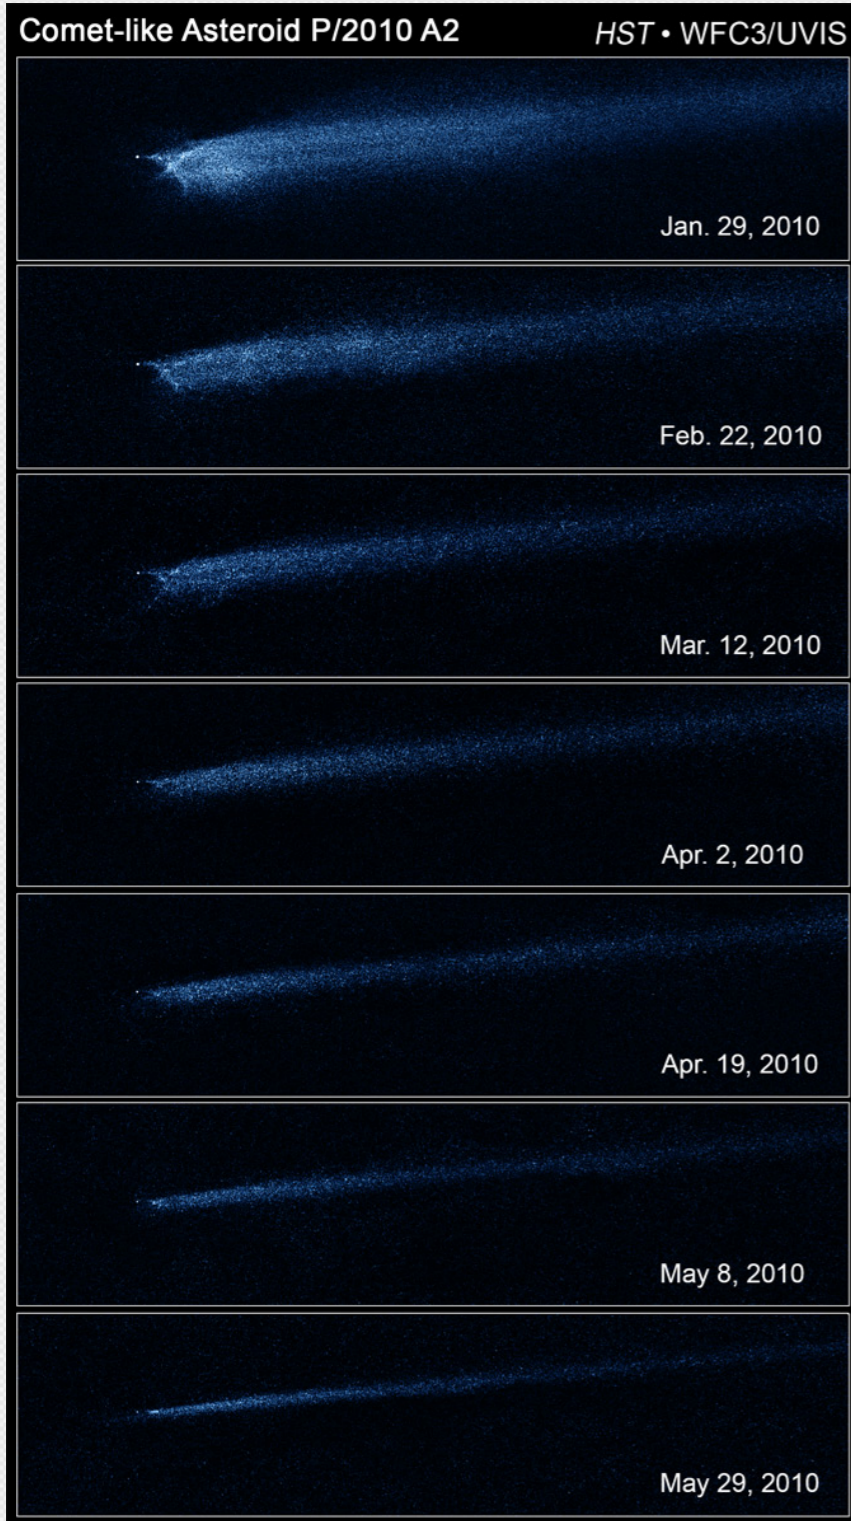 Comet-like Asteroid P/2010 A2 HST • WFC3/UVIS
Jan. 29, 2010
Feb. 22, 2010
Mar. 12, 2010
Apr. 2, 2010
Apr. 19, 2010
May 8, 2010
May 29, 2010